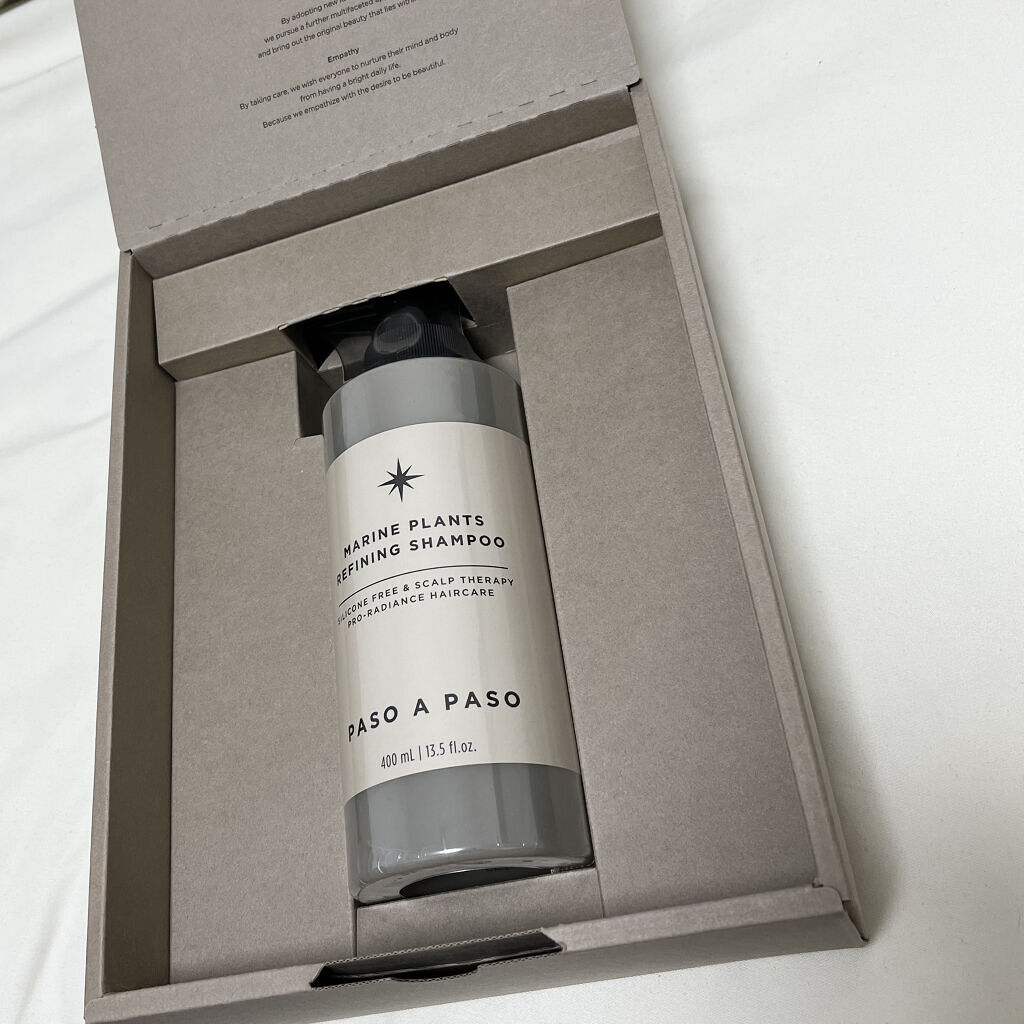 By adopting new
we pursue a further multifaceted
and bring out the original beauty that lies within
Empathy
By taking care, we wish everyone to nurture their mind and body
from having a bright daily life.
Because we empathize with the desire to be beautiful.
MARINE PLANTS
REFINING SHAMPOO
SILICONE FREE & SCALP THERAPY
PRO-RADIANCE HAIRCARE
PASO A PASO
400 mL | 13.5 fl.oz.